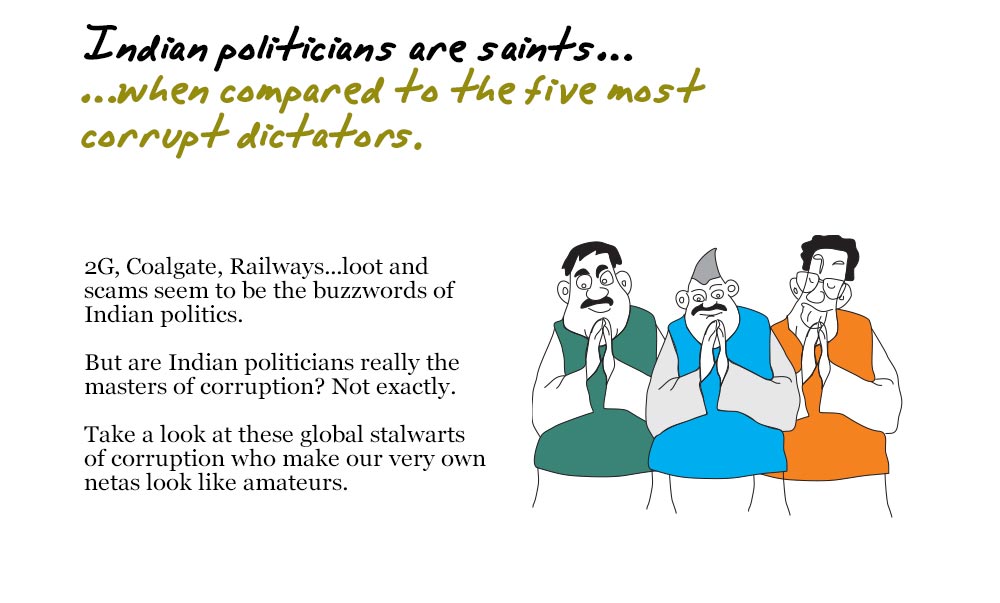 Indian politicians are saints...
...when compared to the five most
corrupt dictators.
2G, Coalgate, Railways...loot and
scams seem to be the buzzwords of
Indian politics.
But are Indian politicians really the
masters of corruption? Not exactly.
Take a look at these global stalwarts
of corruption who make our very own
netas look like amateurs.